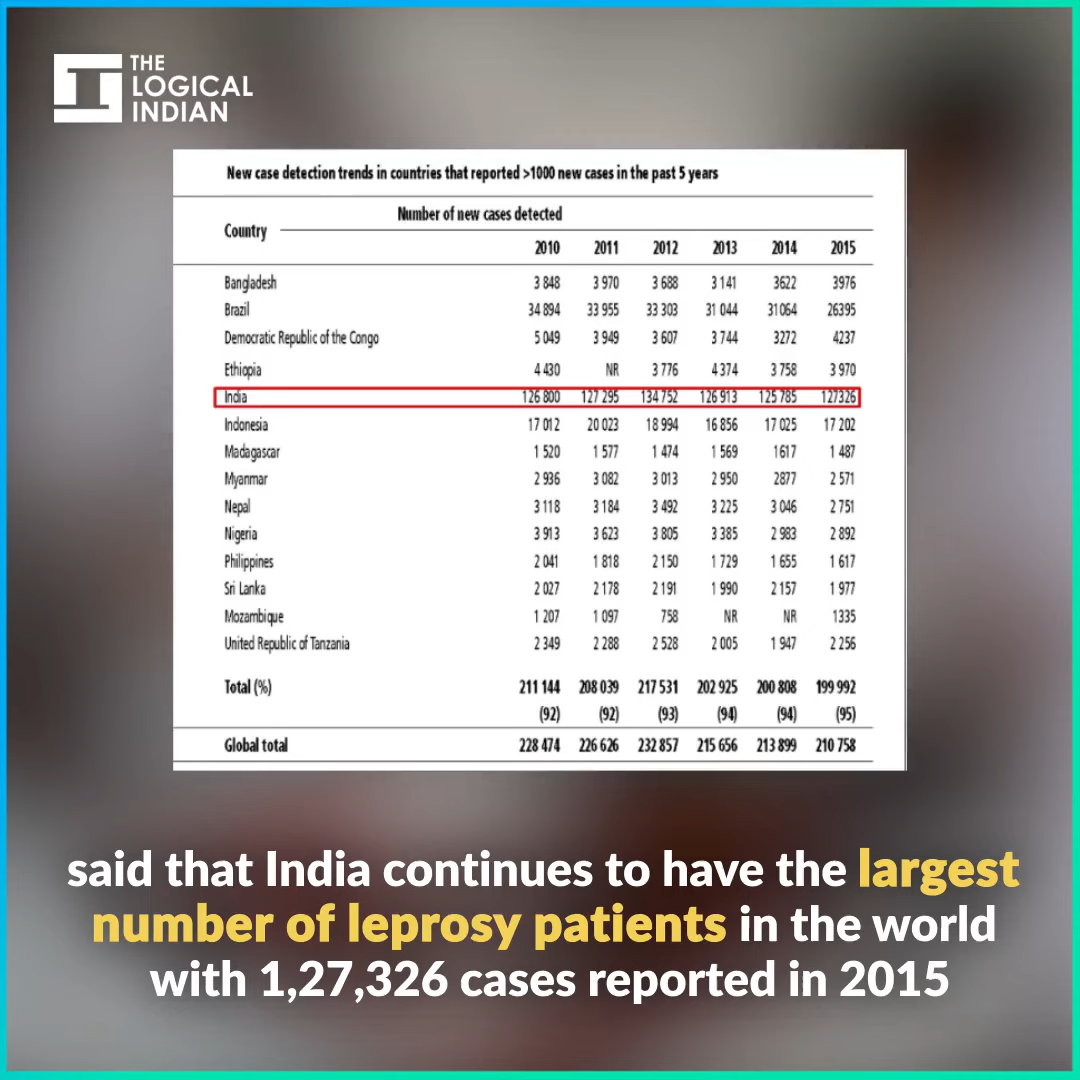 THE
LOGICAL
INDIAN
New case detection trends in countries that reported >1000 new cases in the past 5 years
Number of new cases detected
Country
2010 2011 2012 2013 2014 2015
Bangladesh 3 848 3 970 3 688 3 141 3622 3976
Brazil 34 894 33 955 33 303 31 044 31064 26395
Democratic Republic of the Congo 5 049 3 949 3 607 3 744 3272 4237
Ethiopia 4 430 NR 3 776 4 374 3 758 3 970
India 126 800 127 295 134 752 126 913 125 785 127326
Indonesia 17 012 20 023 18 994 16 856 17 025 17 202
Madagascar 1 520 1 577 1 474 1 569 1617 1 487
Myanmar 2 936 3 082 3 013 2 950 2877 2 571
Nepal 3 118 3 184 3 492 3 225 3 046 2 751
Nigeria 3 913 3 623 3 805 3 385 2 983 2 892
Philippines 2 041 1 818 2 150 1 729 1 655 1 617
Sri Lanka 2 027 2 178 2 191 1 990 2 157 1 977
Mozambique 1 207 1 097 758 NR NR 1335
United Republic of Tanzania 2 349 2 288 2 528 2 005 1 947 2 256
Total (%) 211 144 208 039 217 531 202 925 200 808 199 992
(92) (92) (93) (94) (94) (95)
Global total 228 474 226 626 232 857 215 656 213 899 210 758
said that India continues to have the largest
number of leprosy patients in the world
with 1,27,326 cases reported in 2015